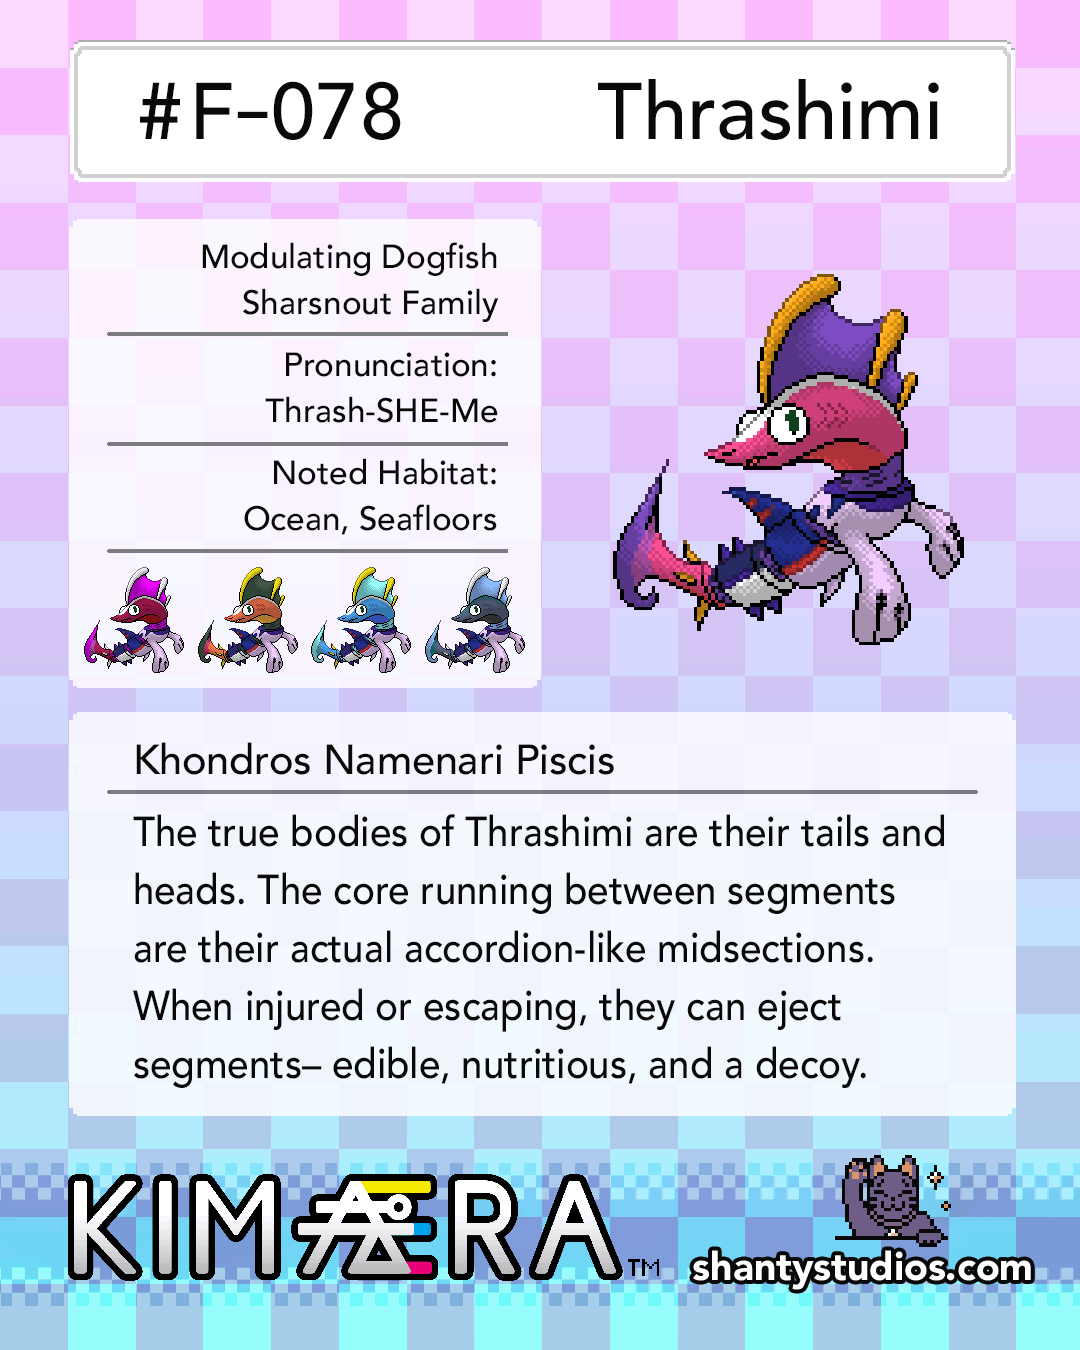 #F-078 Thrashimi
Modulating Dogfish
Sharsnout Family
Pronunciation:
Thrash-SHE-Me
Noted Habitat:
Ocean, Seafloors
Khondros Namenari Piscis
The true bodies of Thrashimi are their tails and
heads. The core running between segments
are their actual accordion-like midsections.
When injured or escaping, they can eject
segments– edible, nutritious, and a decoy.
KIMÆRA™
shantystudios.com